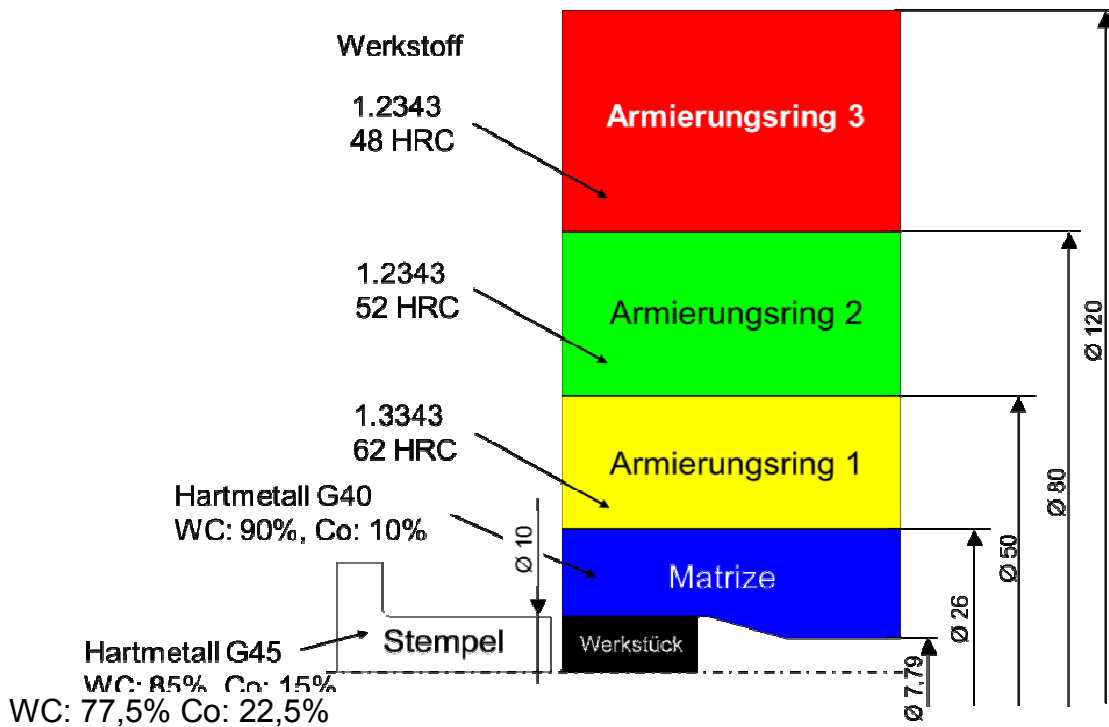 Werkstoff
1.2343
48 HRC
Armierungsring 3
1.2343
52 HRC
Armierungsring 2
1.3343
62 HRC
Armierungsring 1
Hartmetall G40
WC: 90%, Co: 10%
Matrize
Stempel
Werkstück
Hartmetall G45
WC: 85%, Co: 15%
WC: 77,5% Co: 22,5%
Ø 10
Ø 7.79
Ø 26
Ø 50
Ø 80
Ø 120